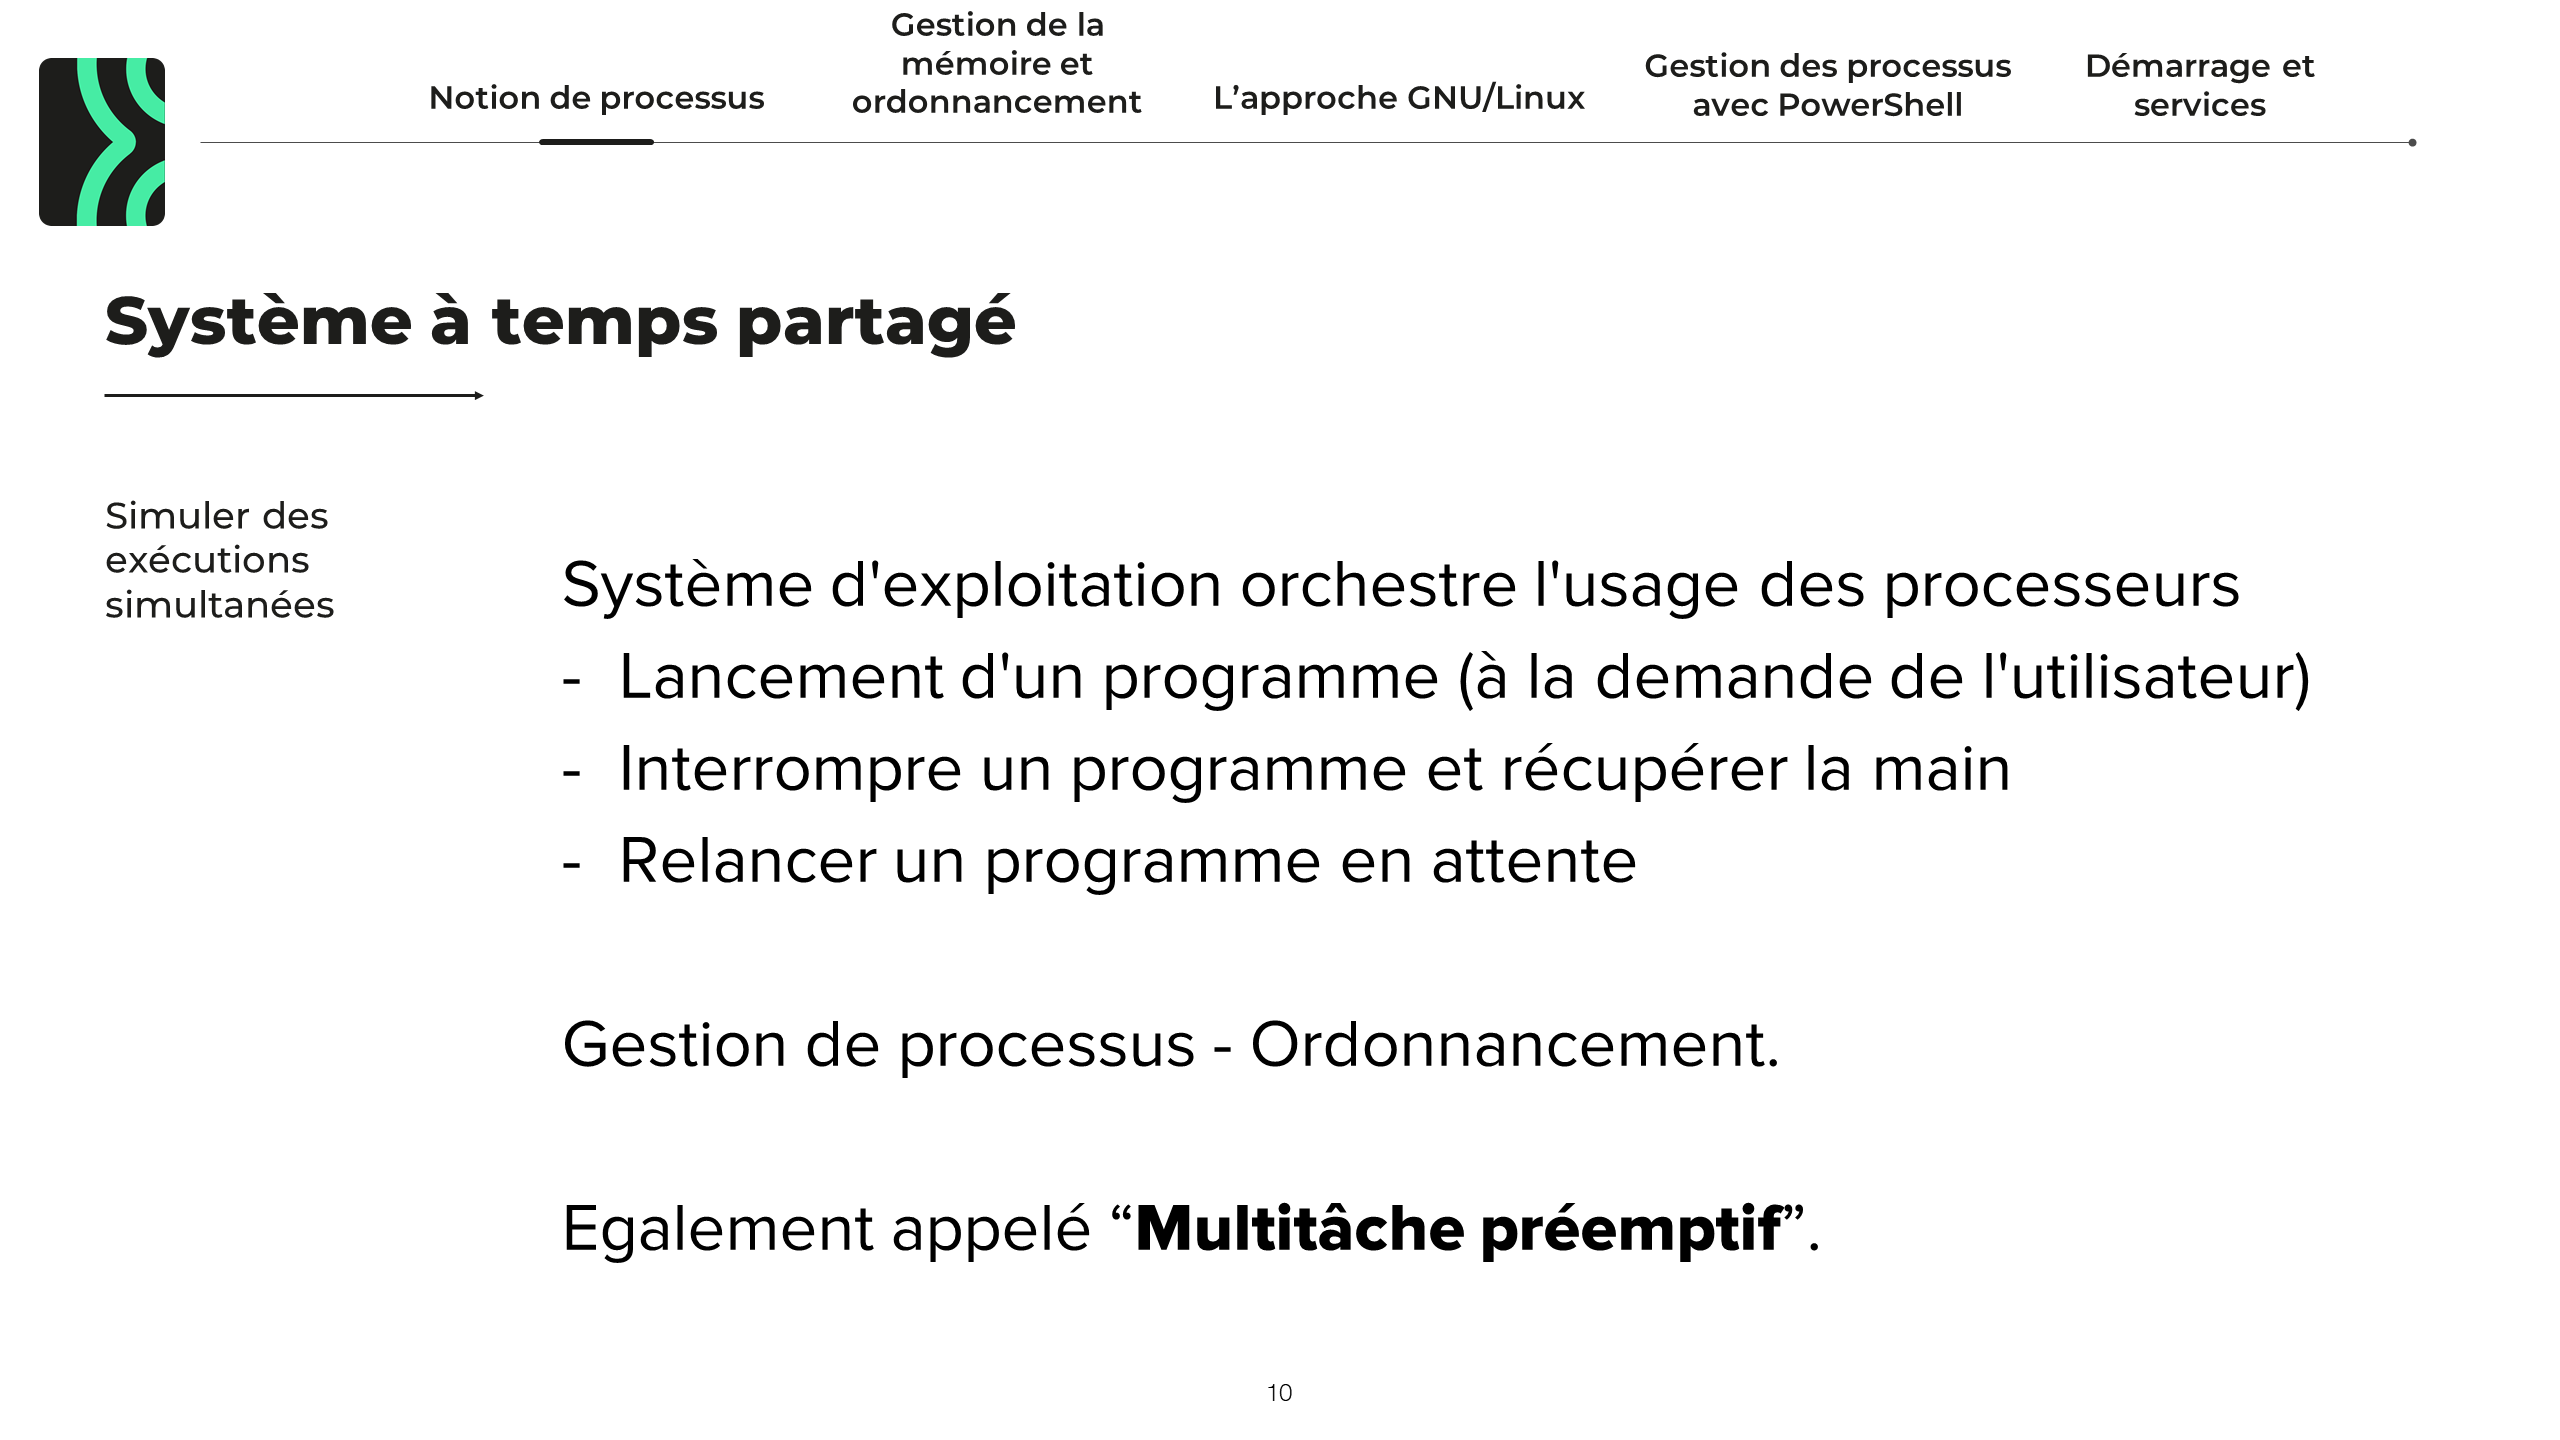 Notion de processus
Gestion de la
mémoire et
ordonnancement
L’approche GNU/Linux
Gestion des processus
avec PowerShell
Démarrage et
services
Système à temps partagé
Simuler des
exécutions
simultanées
Système d'exploitation orchestre l'usage des processeurs
- Lancement d'un programme (à la demande de l'utilisateur)
- Interrompre un programme et récupérer la main
- Relancer un programme en attente
Gestion de processus - Ordonnancement.
Egalement appelé “Multitâche préemptif”.
10